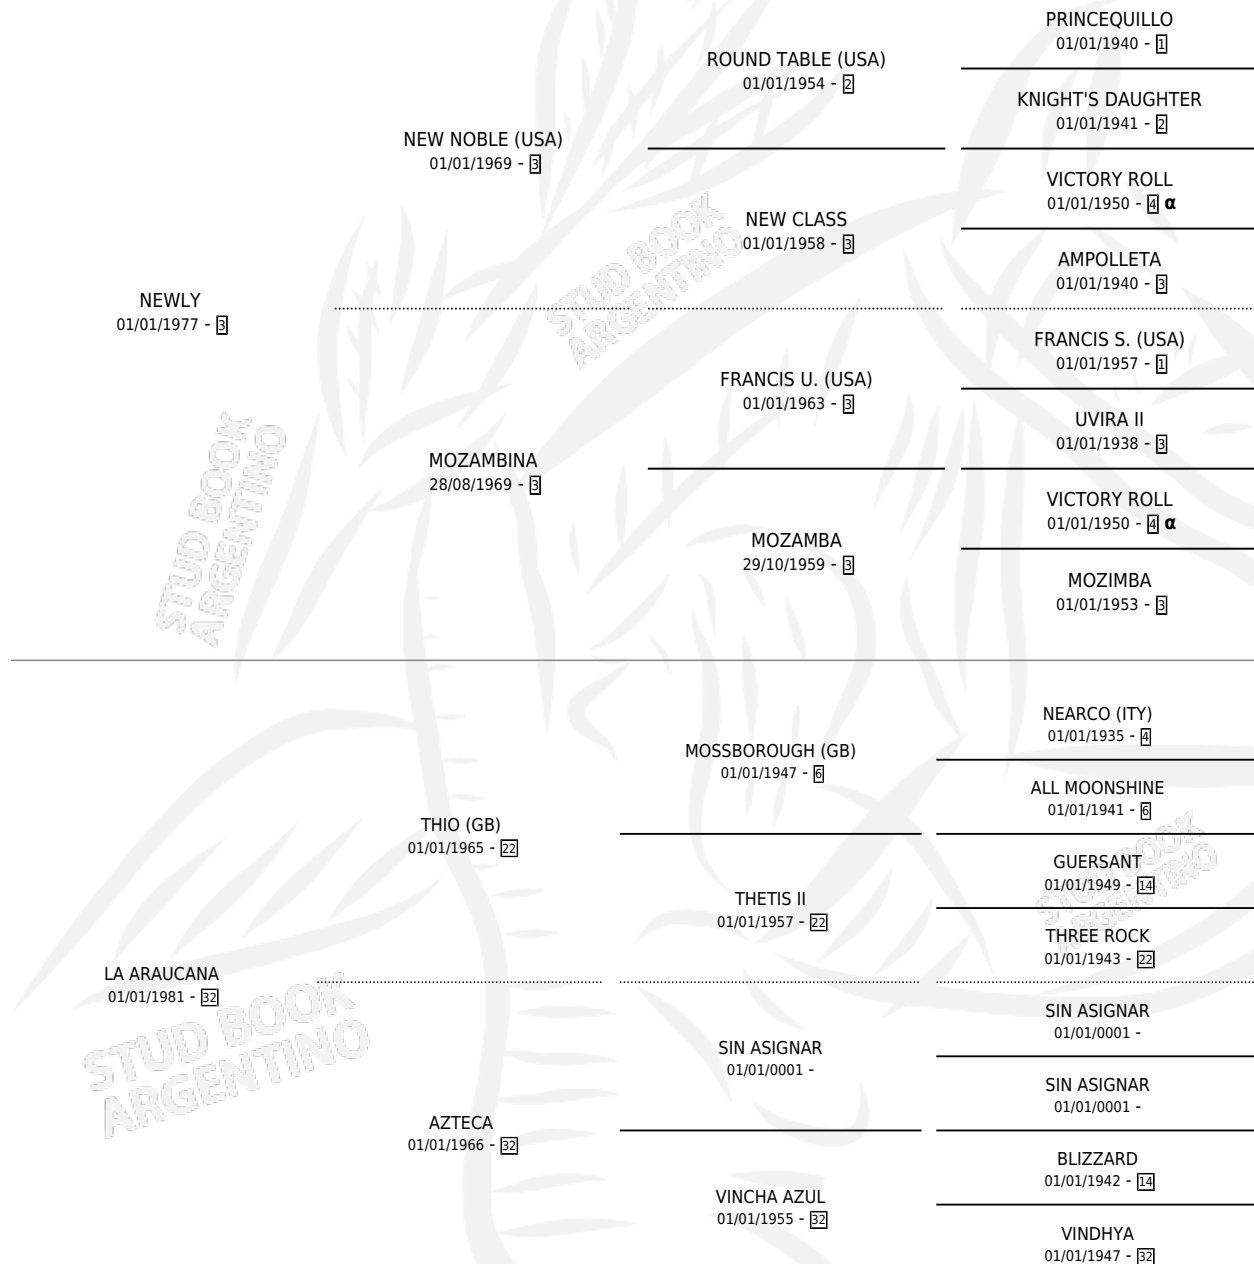 PRINCEQUILLO
01/01/1940 - 1
ROUND TABLE (USA)
01/01/1954 - 2
KNIGHT'S DAUGHTER
01/01/1941 - 2
NEW NOBLE (USA)
01/01/1969 - 3
VICTORY ROLL
01/01/1950 - 4 α
NEW CLASS
01/01/1958 - 3
AMPOLLETA
01/01/1940 - 3
NEWLY
01/01/1977 - 3
FRANCIS S. (USA)
01/01/1957 - 1
FRANCIS U. (USA)
01/01/1963 - 3
UVIRA II
01/01/1938 - 3
MOZAMBINA
28/08/1969 - 3
VICTORY ROLL
01/01/1950 - 4 α
MOZAMBA
29/10/1959 - 3
MOZIMBA
01/01/1953 - 3
NEARCO (ITY)
01/01/1935 - 4
MOSSBOROUGH (GB)
01/01/1947 - 6
ALL MOONSHINE
01/01/1941 - 6
THIO (GB)
01/01/1965 - 22
GUERSANT
01/01/1949 - 14
THETIS II
01/01/1957 - 22
THREE ROCK
01/01/1943 - 22
LA ARAUCANA
01/01/1981 - 32
SIN ASIGNAR
01/01/0001 -
SIN ASIGNAR
01/01/0001 -
SIN ASIGNAR
01/01/0001 -
AZTECA
01/01/1966 - 32
BLIZZARD
01/01/1942 - 14
VINCHA AZUL
01/01/1955 - 32
VINDHYA
01/01/1947 - 32
STUD BOOK
ARGENTINO
STUD BOOK
ARGENTINO
STUD BOOK
ARGENTINO
STUD BOOK
ARGENTINO